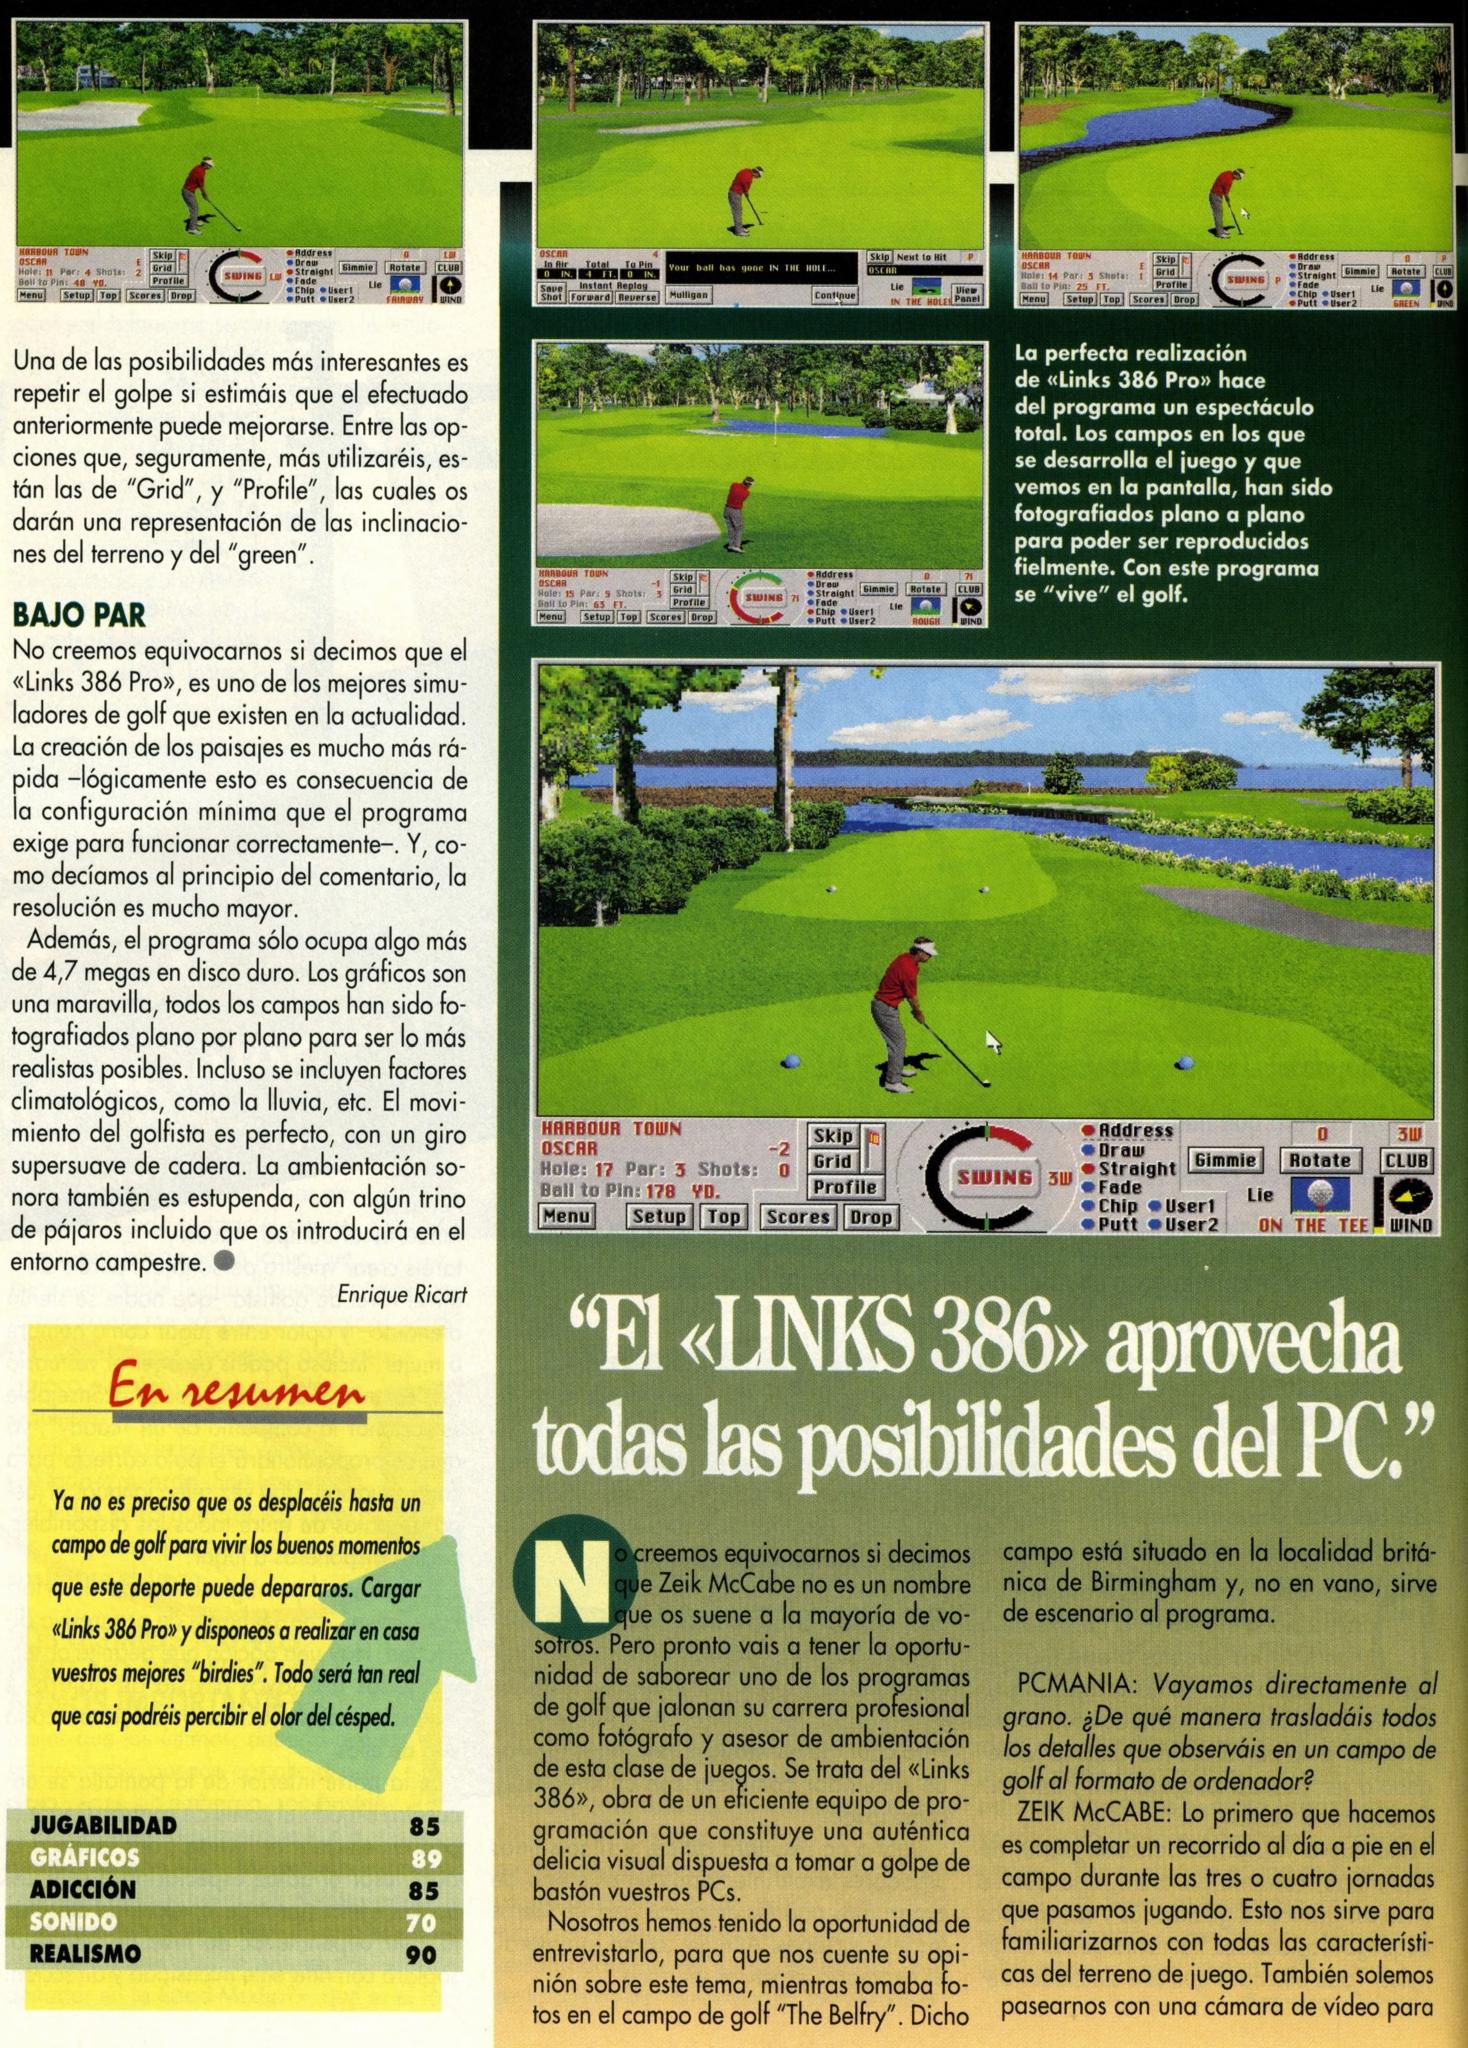 HARBOUR TOWN
OSCAR E
Hole: 11 Par: 4 Shots: 2
Ball to Pin: 48 YD.
Menu Setup Top Scores Drop
Skip
Grid
Profile
SWING LW
Address
Draw
Straight
Fade
Chip User1
Putt User2
Gimmie
0
Rotate
LW
CLUB
Lie
FAIRWAY
WIND
OSCAR 4
In Air Total To Pin
0 IN. 4 FT. 0 IN.
Save Shot
Instant Replay
Forward Reverse
Your ball has gone IN THE HOLE...
Mulligan Continue
Skip Next to Hit P
OSCAR
Lie
IN THE HOLE
View Panel
HARBOUR TOWN
OSCAR E
Hole: 14 Par: 3 Shots: 1
Ball to Pin: 25 FT.
Menu Setup Top Scores Drop
Skip
Grid
Profile
SWING P
Address
Draw
Straight
Fade
Chip User1
Putt User2
Gimmie
0
Rotate
P
CLUB
Lie
GREEN
WIND
Una de las posibilidades más interesantes es
repetir el golpe si estimáis que el efectuado
anteriormente puede mejorarse. Entre las op-
ciones que, seguramente, más utilizaréis, es-
tán las de “Grid”, y “Profile”, las cuales os
darán una representación de las inclinacio-
nes del terreno y del “green”.
BAJO PAR
No creemos equivocarnos si decimos que el
«Links 386 Pro», es uno de los mejores simu-
ladores de golf que existen en la actualidad.
La creación de los paisajes es mucho más rá-
pida –lógicamente esto es consecuencia de
la configuración mínima que el programa
exige para funcionar correctamente–. Y, co-
mo decíamos al principio del comentario, la
resolución es mucho mayor.
Además, el programa sólo ocupa algo más
de 4,7 megas en disco duro. Los gráficos son
una maravilla, todos los campos han sido fo-
tografiados plano por plano para ser lo más
realistas posibles. Incluso se incluyen factores
climatológicos, como la lluvia, etc. El movi-
miento del golfista es perfecto, con un giro
supersuave de cadera. La ambientación so-
nora también es estupenda, con algún trino
de pájaros incluido que os introducirá en el
entorno campestre.
Enrique Ricart
En resumen
Ya no es preciso que os desplacéis hasta un
campo de golf para vivir los buenos momentos
que este deporte puede depararos. Cargar
«Links 386 Pro» y disponeos a realizar en casa
vuestros mejores “birdies”. Todo será tan real
que casi podréis percibir el olor del césped.
JUGABILIDAD 85
GRÁFICOS 89
ADICCIÓN 85
SONIDO 70
REALISMO 90
HARBOUR TOWN
OSCAR -1
Hole: 15 Par: 5 Shots: 3
Ball to Pin: 63 FT.
Menu Setup Top Scores Drop
Skip
Grid
Profile
SWING 7I
Address
Draw
Straight
Fade
Chip User1
Putt User2
Gimmie
0
Rotate
7I
CLUB
Lie
ROUGH
WIND
La perfecta realización
de «Links 386 Pro» hace
del programa un espectáculo
total. Los campos en los que
se desarrolla el juego y que
vemos en la pantalla, han sido
fotografiados plano a plano
para poder ser reproducidos
fielmente. Con este programa
se “vive” el golf.
HARBOUR TOWN
OSCAR -2
Hole: 17 Par: 3 Shots: 0
Ball to Pin: 178 YD.
Menu Setup Top Scores Drop
Skip
Grid
Profile
SWING 3W
Address
Draw
Straight
Fade
Chip User1
Putt User2
Gimmie
0
Rotate
3W
CLUB
Lie
ON THE TEE
WIND
“El «LINKS 386» aprovecha
todas las posibilidades del PC.”
No creemos equivocarnos si decimos
que Zeik McCabe no es un nombre
que os suene a la mayoría de vo-
sotros. Pero pronto vais a tener la oportu-
nidad de saborear uno de los programas
de golf que jalonan su carrera profesional
como fotógrafo y asesor de ambientación
de esta clase de juegos. Se trata del «Links
386», obra de un eficiente equipo de pro-
gramación que constituye una auténtica
delicia visual dispuesta a tomar a golpe de
bastón vuestros PCs.
Nosotros hemos tenido la oportunidad de
entrevistarlo, para que nos cuente su opi-
nión sobre este tema, mientras tomaba fo-
tos en el campo de golf “The Belfry”. Dicho
campo está situado en la localidad britá-
nica de Birmingham y, no en vano, sirve
de escenario al programa.
PCMANIA: Vayamos directamente al
grano. ¿De qué manera trasladáis todos
los detalles que observáis en un campo de
golf al formato de ordenador?
ZEIK McCABE: Lo primero que hacemos
es completar un recorrido al día a pie en el
campo durante las tres o cuatro jornadas
que pasamos jugando. Esto nos sirve para
familiarizarnos con todas las característi-
cas del terreno de juego. También solemos
pasearnos con una cámara de vídeo para